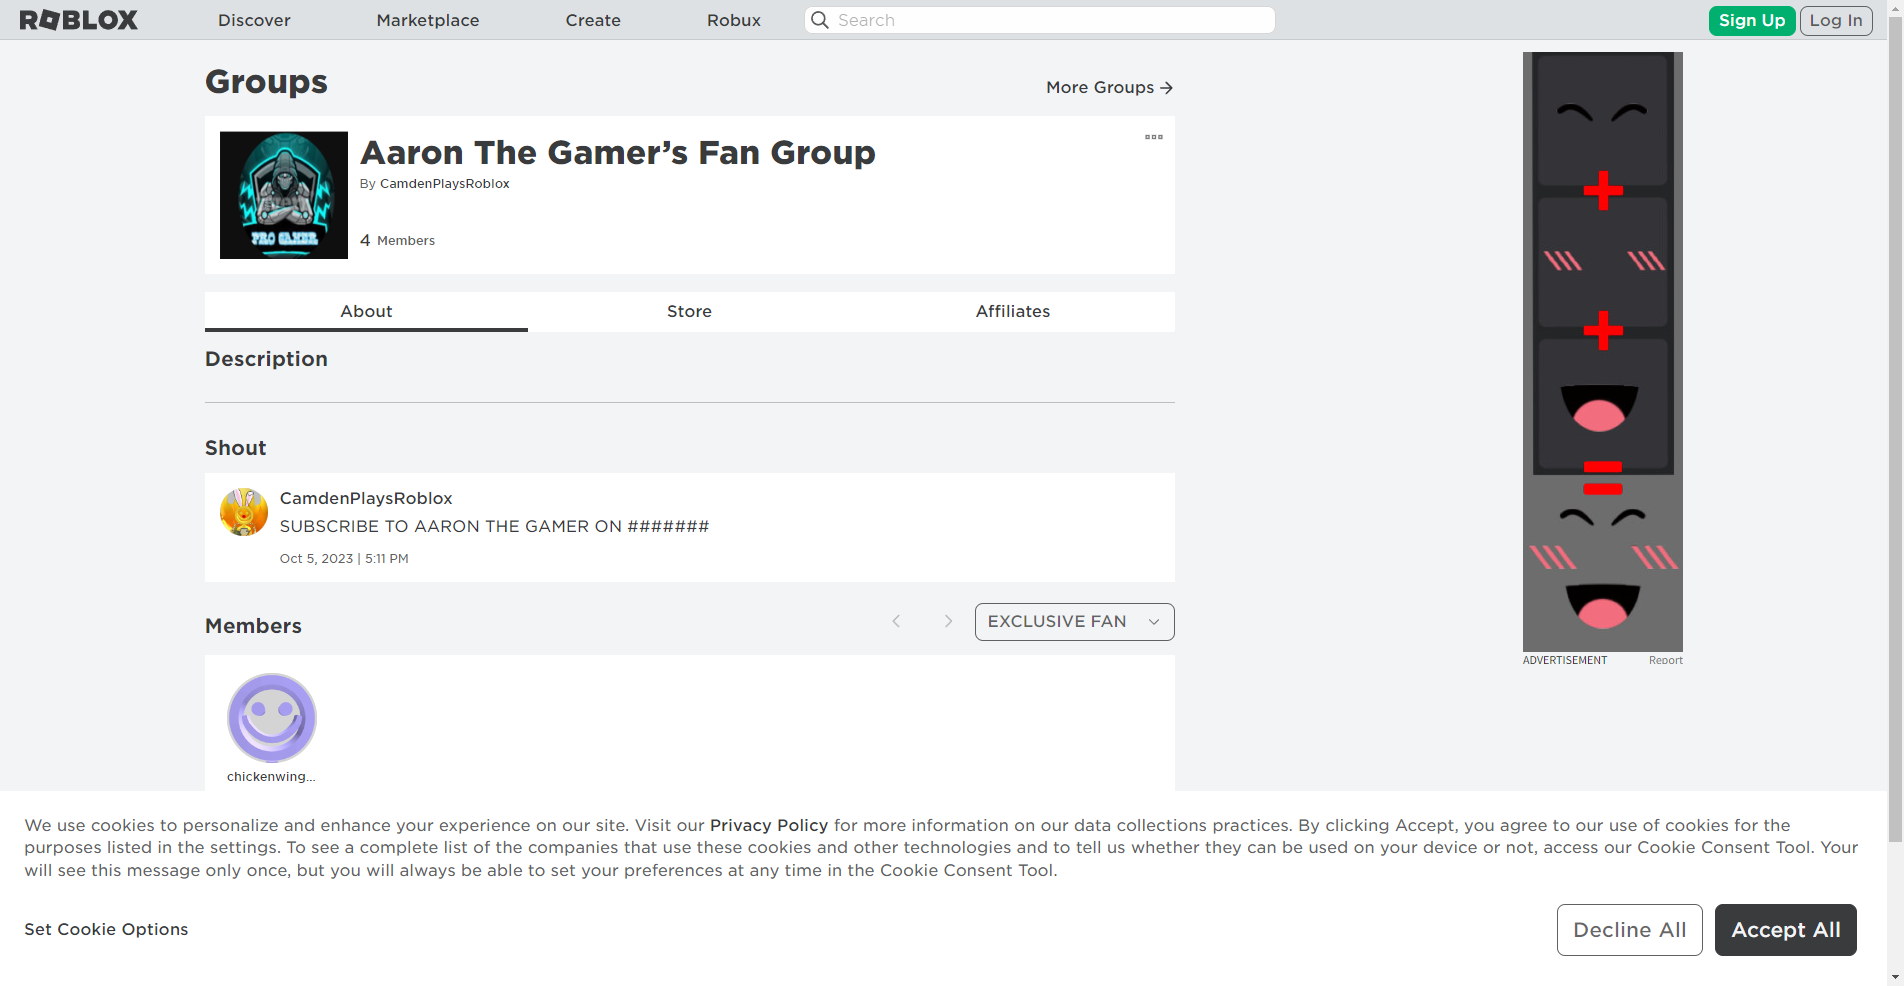 ROBLOX
Discover
Marketplace
Create
Robux
Search
Sign Up
Log In
Groups
More Groups
Aaron The Gamer’s Fan Group
By CamdenPlaysRoblox
4 Members
PRO GAMER
About
Store
Affiliates
Description
Shout
CamdenPlaysRoblox
SUBSCRIBE TO AARON THE GAMER ON #######
Oct 5, 2023 | 5:11 PM
Members
EXCLUSIVE FAN
chickenwing...
ADVERTISEMENT
Report
We use cookies to personalize and enhance your experience on our site. Visit our Privacy Policy for more information on our data collections practices. By clicking Accept, you agree to our use of cookies for the
purposes listed in the settings. To see a complete list of the companies that use these cookies and other technologies and to tell us whether they can be used on your device or not, access our Cookie Consent Tool. Your
will see this message only once, but you will always be able to set your preferences at any time in the Cookie Consent Tool.
Set Cookie Options
Decline All
Accept All